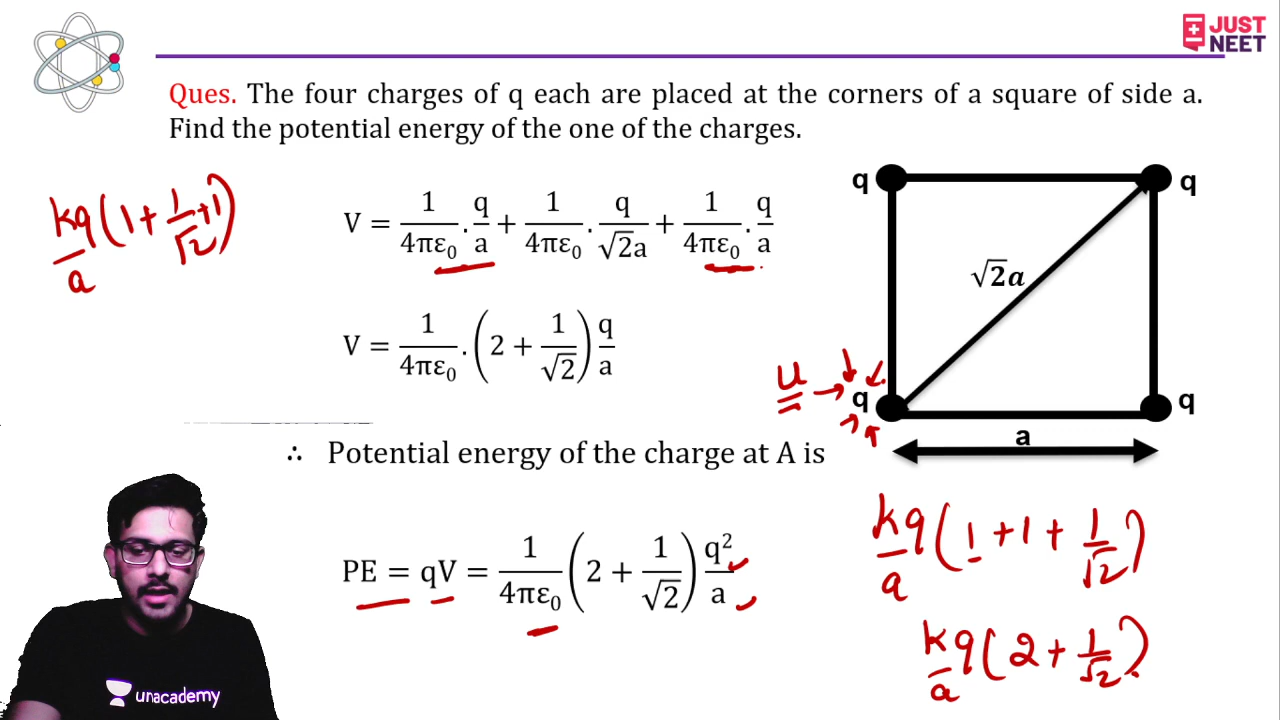 JUST
NEET
Ques. The four charges of q each are placed at the corners of a square of side a.
Find the potential energy of the one of the charges.
kq/a (1 + 1/√2 + 1)
V = 1/4πε₀ . q/a + 1/4πε₀ . q/√2a + 1/4πε₀ . q/a
V = 1/4πε₀ . (2 + 1/√2) q/a
q
q
√2a
u → q
q
a
∴ Potential energy of the charge at A is
PE = qV = 1/4πε₀ (2 + 1/√2) q²/a
kq/a (1 + 1 + 1/√2)
kq/a (2 + 1/√2)
unacademy